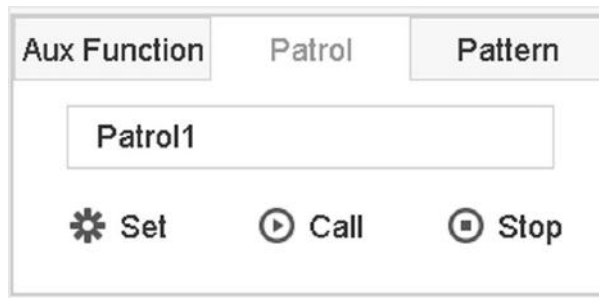 Aux Function Patrol Pattern
Patrol1
Set Call Stop